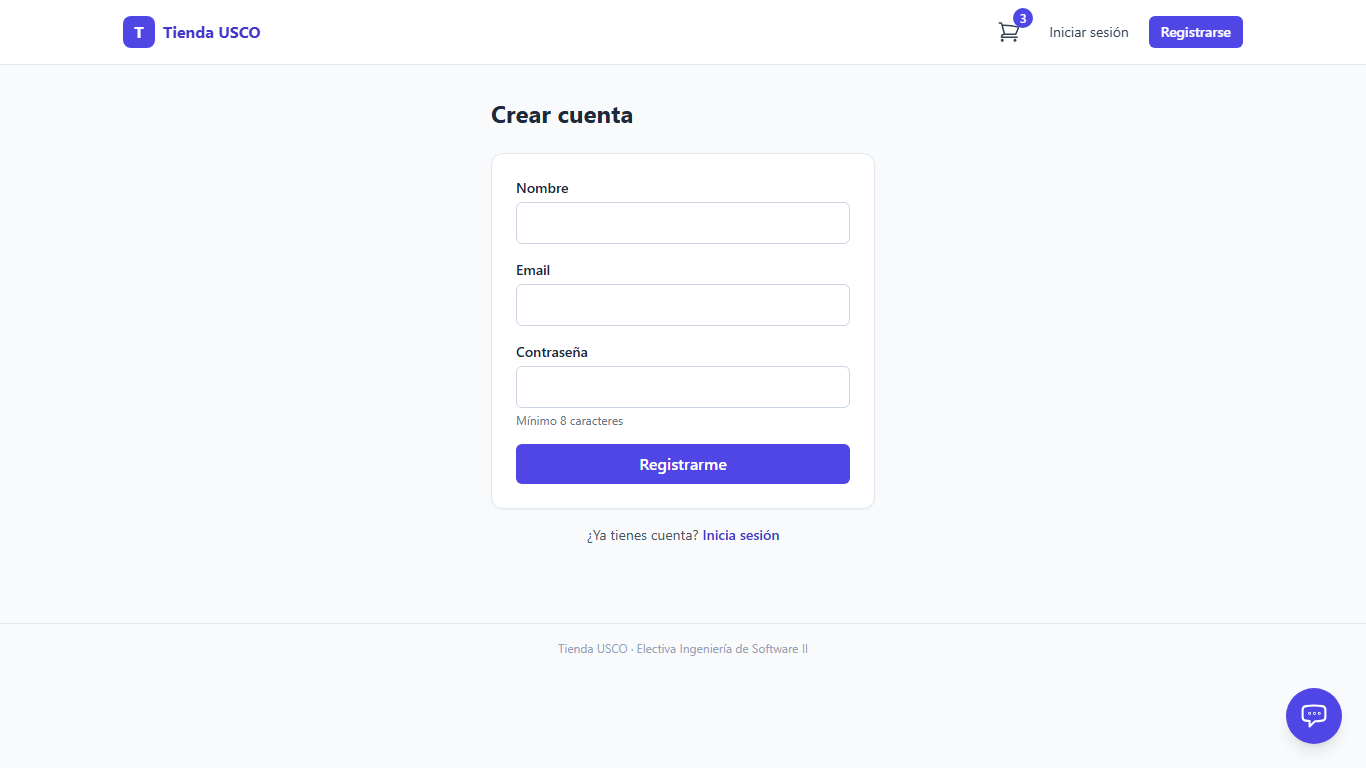 T Tienda USCO
3
Iniciar sesión
Registrarse
Crear cuenta
Nombre
Email
Contraseña
Mínimo 8 caracteres
Registrarme
¿Ya tienes cuenta? Inicia sesión
Tienda USCO · Electiva Ingeniería de Software II